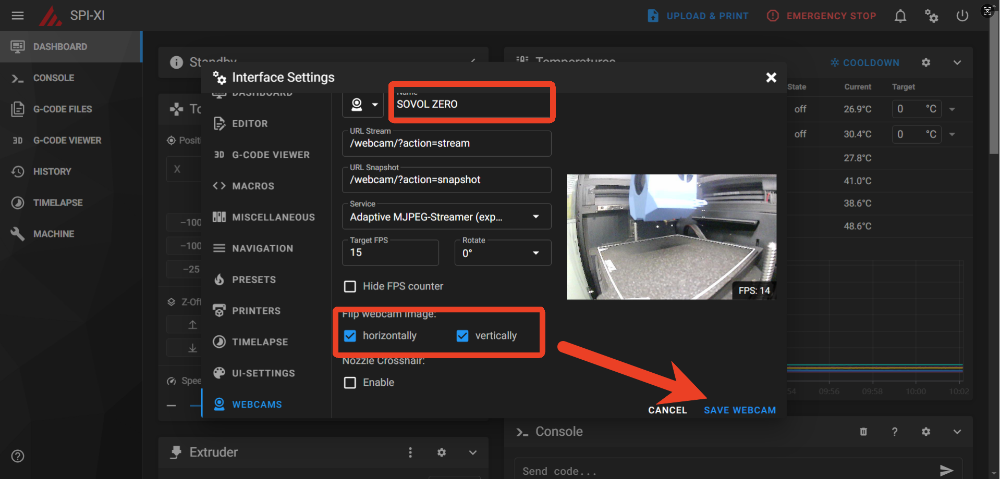 SPI-XI
UPLOAD & PRINT
EMERGENCY STOP
DASHBOARD
CONSOLE
G-CODE FILES
3D G-CODE VIEWER
HISTORY
TIMELAPSE
MACHINE
Standby
To
Positi
X
−100
−100
−25
Z-Off
Spee
Extruder
Interface Settings
DASHBOARD
EDITOR
3D G-CODE VIEWER
MACROS
MISCELLANEOUS
NAVIGATION
PRESETS
PRINTERS
TIMELAPSE
UI-SETTINGS
WEBCAMS
Name
SOVOL ZERO
URL Stream
/webcam/?action=stream
URL Snapshot
/webcam/?action=snapshot
Service
Adaptive MJPEG-Streamer (exp...
Target FPS
15
Rotate
0°
Hide FPS counter
Flip webcam image:
horizontally
vertically
Nozzle Crosshair:
Enable
FPS: 14
CANCEL
SAVE WEBCAM
Temperatures
COOLDOWN
State Current Target
off 26.9°C 0 °C
off 30.4°C 0 °C
27.8°C
41.0°C
38.6°C
48.6°C
54 09:56 09:58 10:00 10:02
Console
?
Send code...